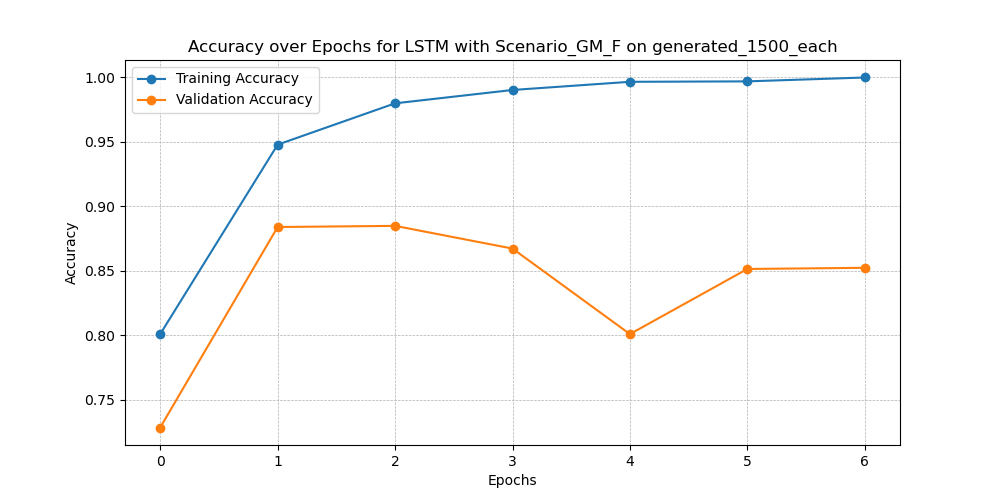 Accuracy over Epochs for LSTM with Scenario_GM_F on generated_1500_each
Training Accuracy
Validation Accuracy
1.00
0.95
0.90
0.85
0.80
0.75
Accuracy
0 1 2 3 4 5 6
Epochs